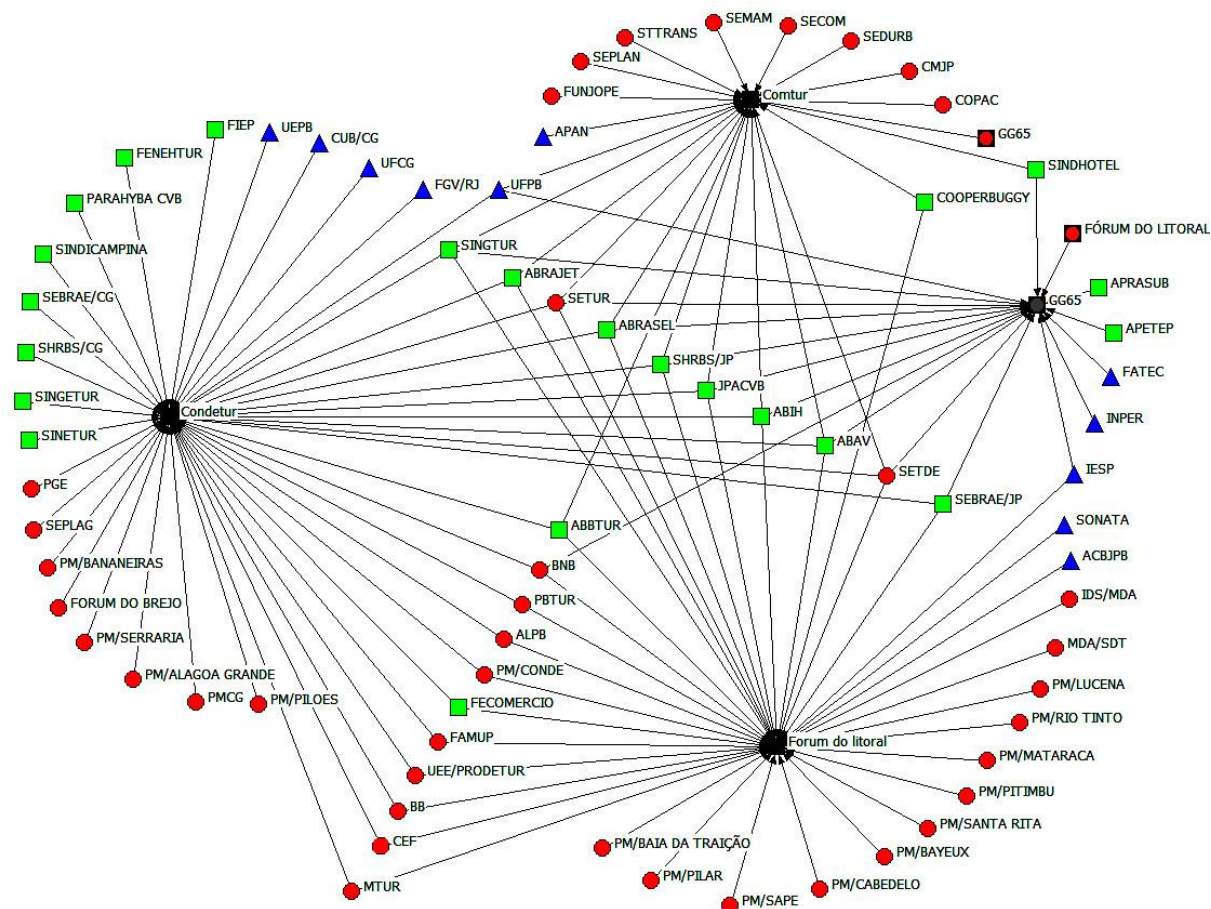 SEMAM
SECOM
STTRANS
SEDURB
SEPLAN
CMJP
FUNJOPE
Comtur
COPAC
FIEP
UEPB
APAN
GG65
CUB/CG
FENEHTUR
UFCG
SINDHOTEL
FGV/RJ
UFPB
PARAHYBA CVB
COOPERBUGGY
FÓRUM DO LITORAL
SINDICAMPINA
SINGTUR
ABRAJET
APRASUB
SEBRAE/CG
SETUR
GG65
ABRASEL
APETEP
SHRBS/CG
SHRBS/JP
FATEC
JPACVB
SINGETUR
Condetur
ABIH
INPER
SINETUR
ABAV
IESP
SETDE
PGE
SEBRAE/JP
SEPLAG
ABBTUR
SONATA
ACBJPB
PM/BANANEIRAS
BNB
IDS/MDA
FORUM DO BREJO
PBTUR
PM/SERRARIA
ALPB
MDA/SDT
PM/ALAGOA GRANDE
PM/CONDE
PM/LUCENA
PMCG
PM/PILOES
FECOMERCIO
PM/RIO TINTO
FAMUP
Forum do litoral
PM/MATARACA
UEE/PRODETUR
PM/PITIMBU
BB
PM/SANTA RITA
CEF
PM/BAIA DA TRAIÇÃO
PM/BAYEUX
MTUR
PM/PILAR
PM/CABEDELO
PM/SAPE